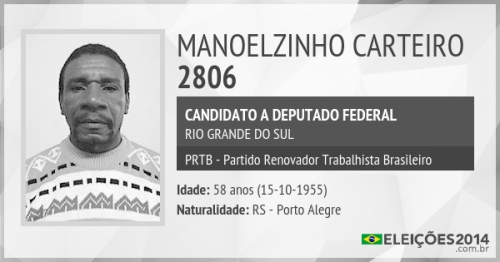 MANOELZINHO CARTEIRO
2806
CANDIDATO A DEPUTADO FEDERAL
RIO GRANDE DO SUL
PRTB - Partido Renovador Trabalhista Brasileiro
Idade: 58 anos (15-10-1955)
Naturalidade: RS - Porto Alegre
ELEIÇÕES2014
.com.br